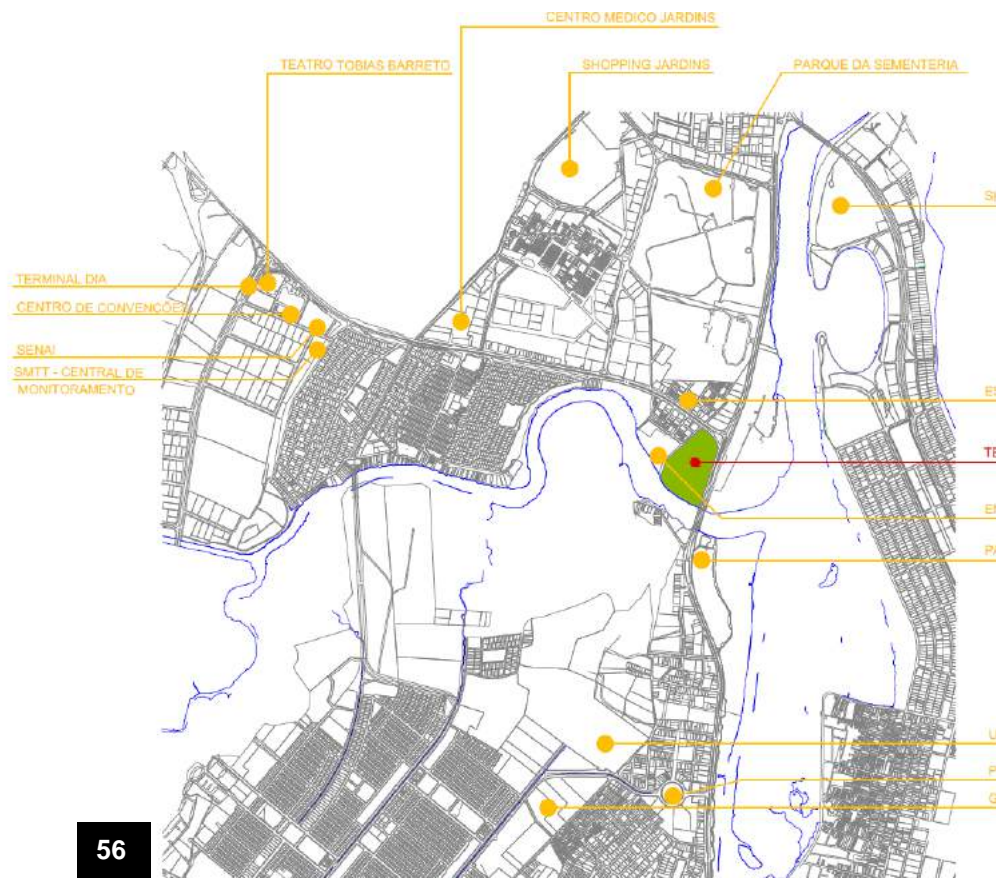 CENTRO MEDICO JARDINS
TEATRO TOBIAS BARRETO
SHOPPING JARDINS
PARQUE DA SEMENTERIA
TERMINAL DIA
CENTRO DE CONVENÇÕES
SENAI
SMTT - CENTRAL DE
MONITORAMENTO
56